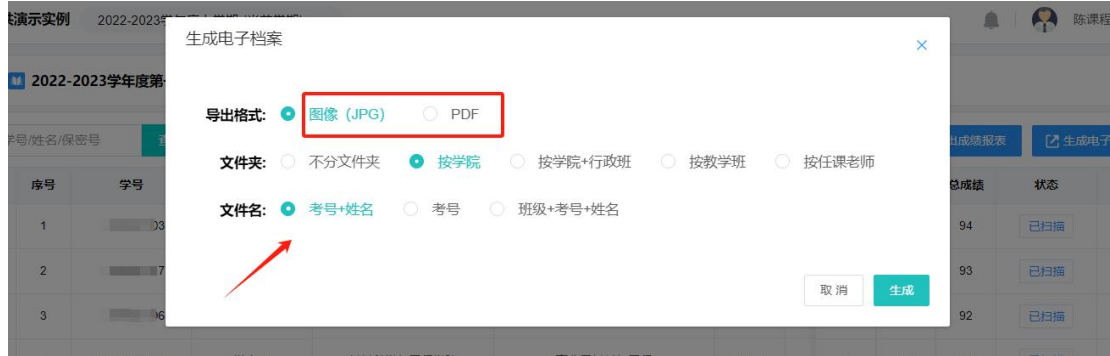 演示实例 2022-2023 陈课程
生成电子档案
2022-2023学年度第
导出格式: 图像 (JPG) PDF
学号/姓名/保密号 出成绩报表 生成电子
文件夹: 不分文件夹 按学院 按学院+行政班 按教学班 按任课老师
序号 学号 总成绩 状态
文件名: 考号+姓名 考号 班级+考号+姓名
1 03 94 已扫描
2 7 93 已扫描
取消 生成
3 06 92 已扫描